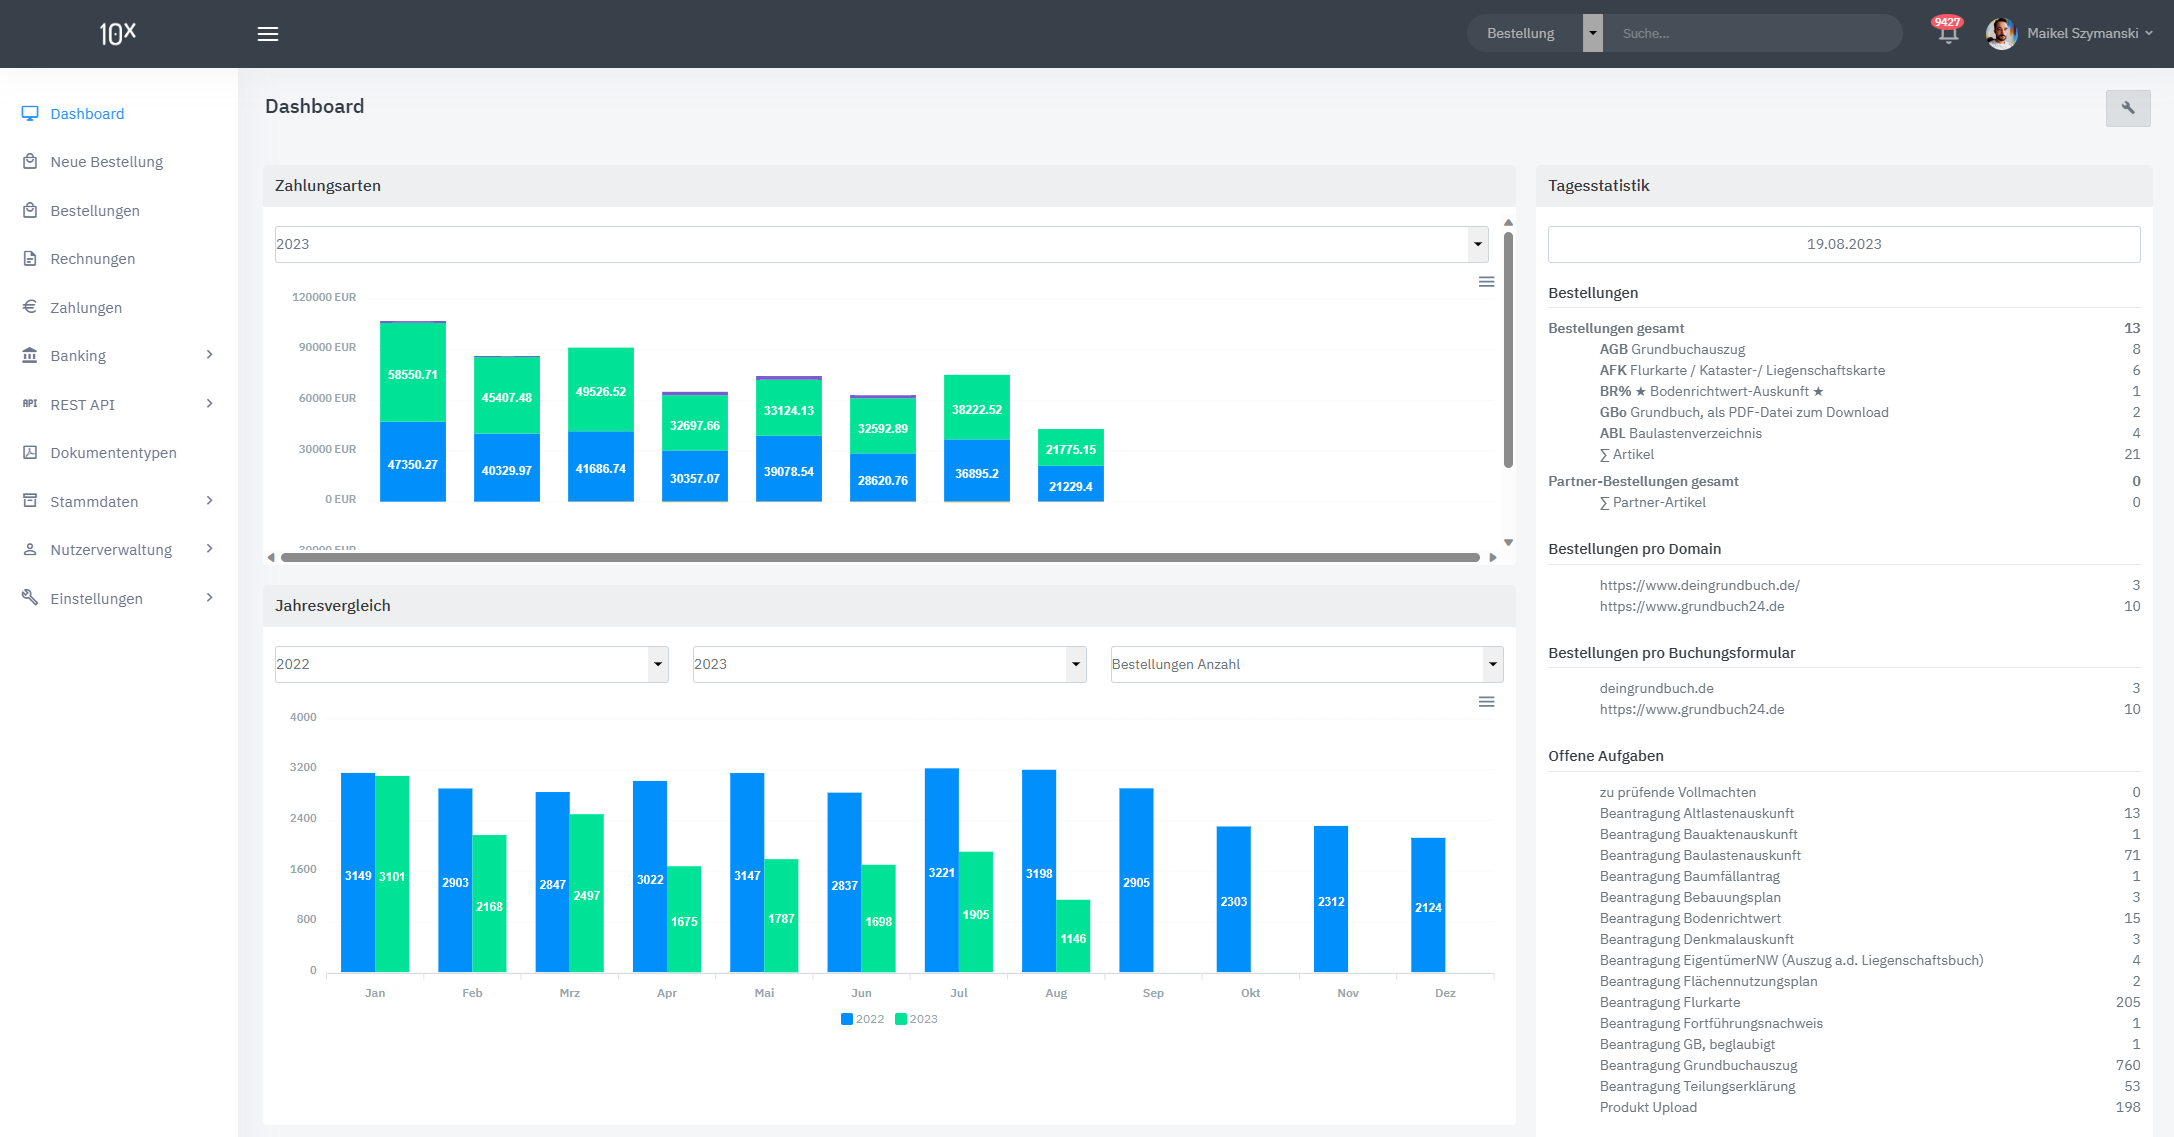 10x
Bestellung
Suche...
9427
Maikel Szymanski
Dashboard
Neue Bestellung
Bestellungen
Rechnungen
Zahlungen
Banking
API REST API
Dokumententypen
Stammdaten
Nutzerverwaltung
Einstellungen
Dashboard
Zahlungsarten
2023
120000 EUR
90000 EUR
60000 EUR
30000 EUR
0 EUR
30000 EUR
58550.71
45407.48
49526.52
32697.66
33124.13
32592.89
38222.52
21775.15
47350.27
40329.97
41686.74
30357.07
39078.54
28620.76
36895.2
21229.4
Jahresvergleich
2022
2023
Bestellungen Anzahl
4000
3200
2400
1600
800
0
3149 3101
2903 2168
2847 2497
3022 1675
3147 1787
2837 1698
3221 1905
3198 1146
2905
2303
2312
2124
Jan Feb Mrz Apr Mai Jun Jul Aug Sep Okt Nov Dez
2022 2023
Tagesstatistik
19.08.2023
Bestellungen
Bestellungen gesamt 13
AGB Grundbuchauszug 8
AFK Flurkarte / Kataster-/ Liegenschaftskarte 6
BR% ★ Bodenrichtwert-Auskunft ★ 1
GBo Grundbuch, als PDF-Datei zum Download 2
ABL Baulastenverzeichnis 4
∑ Artikel 21
Partner-Bestellungen gesamt 0
∑ Partner-Artikel 0
Bestellungen pro Domain
https://www.deingrundbuch.de/ 3
https://www.grundbuch24.de 10
Bestellungen pro Buchungsformular
deingrundbuch.de 3
https://www.grundbuch24.de 10
Offene Aufgaben
zu prüfende Vollmachten 0
Beantragung Altlastenauskunft 13
Beantragung Bauaktenauskunft 1
Beantragung Baulastenauskunft 71
Beantragung Baumfällantrag 1
Beantragung Bebauungsplan 3
Beantragung Bodenrichtwert 15
Beantragung Denkmalauskunft 3
Beantragung EigentümerNW (Auszug a.d. Liegenschaftsbuch) 4
Beantragung Flächennutzungsplan 2
Beantragung Flurkarte 205
Beantragung Fortführungsnachweis 1
Beantragung GB, beglaubigt 1
Beantragung Grundbuchauszug 760
Beantragung Teilungserklärung 53
Produkt Upload 198